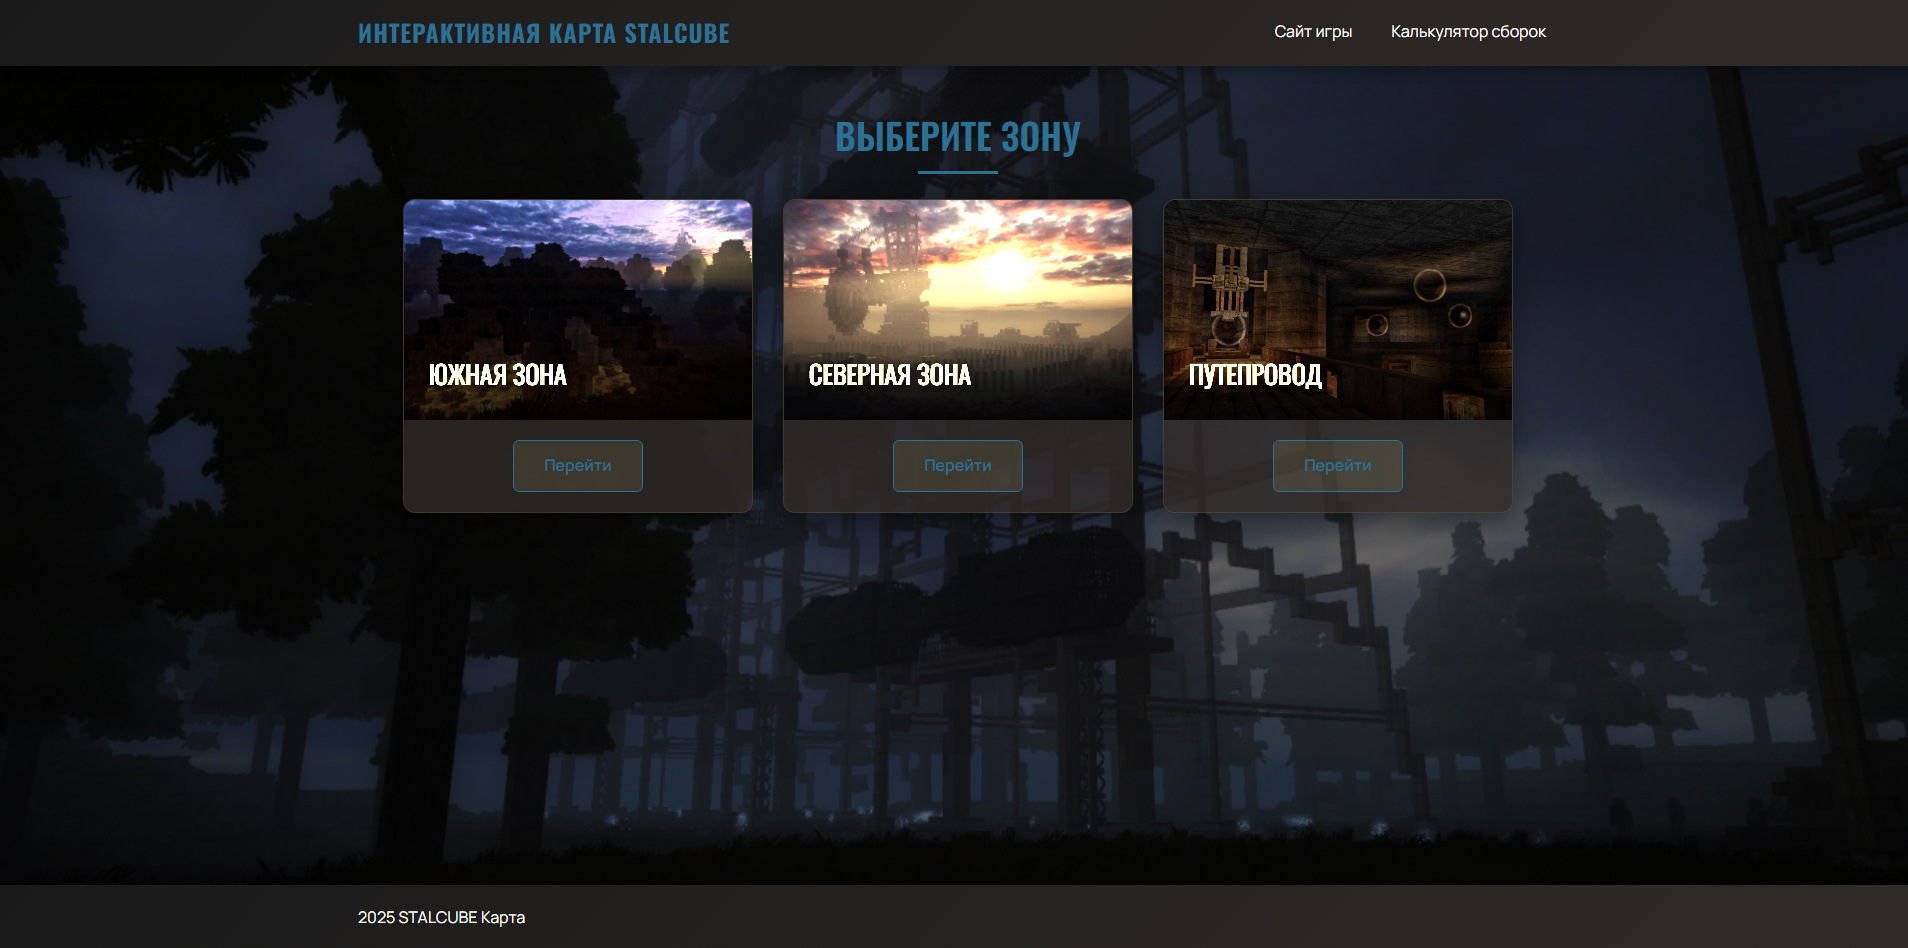 ИНТЕРАКТИВНАЯ КАРТА STALCUBE
Сайт игры
Калькулятор сборок
ВЫБЕРИТЕ ЗОНУ
ЮЖНАЯ ЗОНА
СЕВЕРНАЯ ЗОНА
ПУТЕПРОВОД
Перейти
Перейти
Перейти
2025 STALCUBE Карта